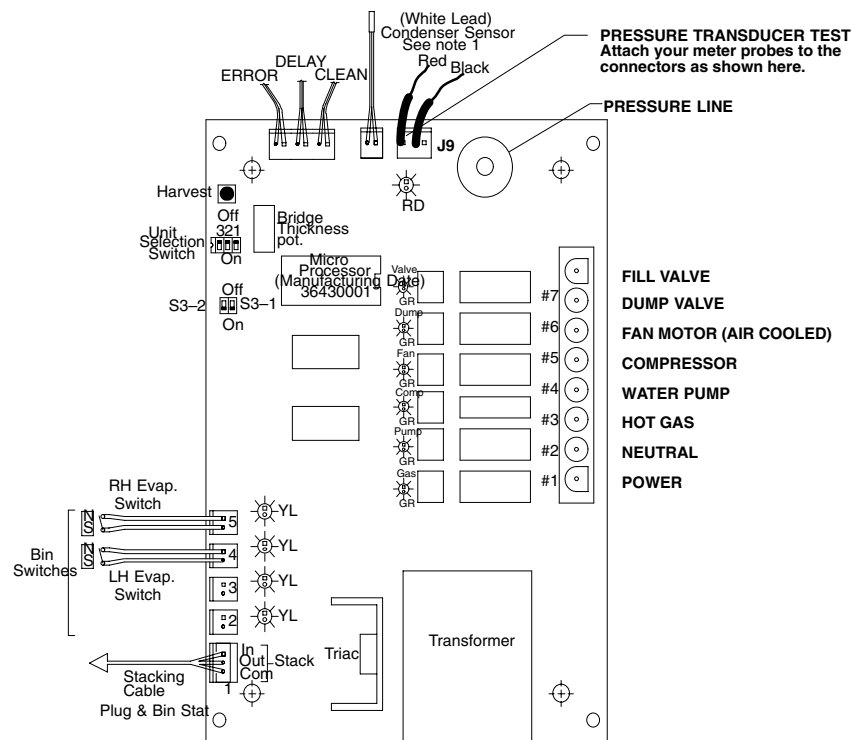 (White Lead)
Condenser Sensor
See note 1
Red
Black
PRESSURE TRANSDUCER TEST
Attach your meter probes to the
connectors as shown here.
PRESSURE LINE
ERROR
DELAY
CLEAN
J9
RD
Harvest
Off
321
On
Unit
Selection
Switch
Bridge
Thickness
pot.
Micro
Processor
(Manufacturing Date)
36430001
Off
S3–2
S3–1
On
Valve
GR
Dump
GR
Fan
GR
Comp
GR
Pump
GR
Gas
GR
#7
#6
#5
#4
#3
#2
#1
FILL VALVE
DUMP VALVE
FAN MOTOR (AIR COOLED)
COMPRESSOR
WATER PUMP
HOT GAS
NEUTRAL
POWER
RH Evap.
Switch
N
S
5
YL
Bin
Switches
N
S
4
YL
LH Evap.
Switch
3
YL
2
YL
In
Out
Com
Stack
1
Stacking
Cable
Plug & Bin Stat
Triac
Transformer